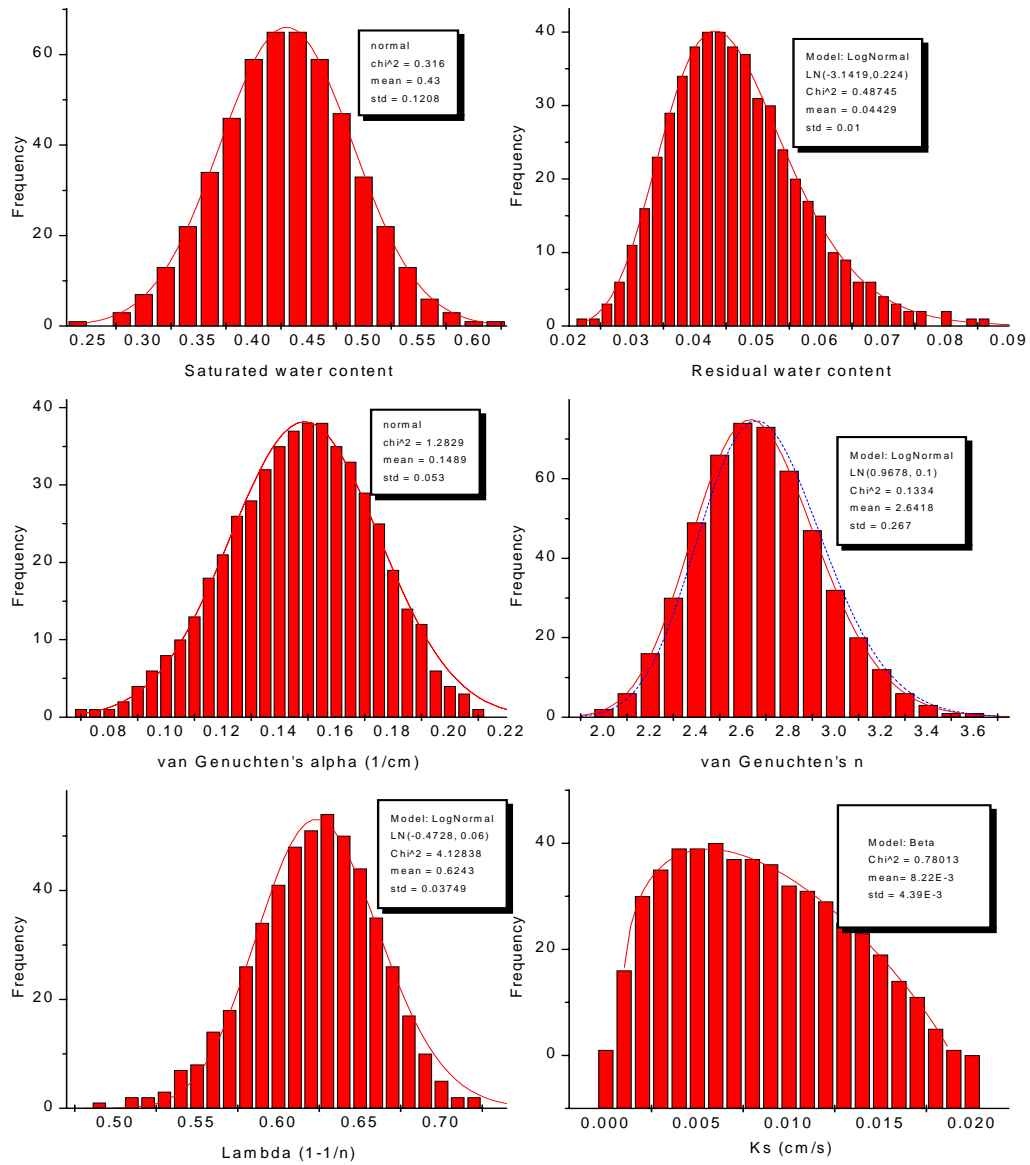 60
40
20
0
Frequency
normal
chi^2 = 0.316
mean = 0.43
std = 0.1208
0.25 0.30 0.35 0.40 0.45 0.50 0.55 0.60
Saturated water content
40
30
20
10
0
Frequency
Model: LogNormal
LN(-3.1419,0.224)
Chi^2 = 0.48745
mean = 0.04429
std = 0.01
0.02 0.03 0.04 0.05 0.06 0.07 0.08 0.09
Residual water content
40
30
20
10
0
Frequency
normal
chi^2 = 1.2829
mean = 0.1489
std = 0.053
0.08 0.10 0.12 0.14 0.16 0.18 0.20 0.22
van Genuchten's alpha (1/cm)
60
40
20
0
Frequency
Model: LogNormal
LN(0.9678, 0.1)
Chi^2 = 0.1334
mean = 2.6418
std = 0.267
2.0 2.2 2.4 2.6 2.8 3.0 3.2 3.4 3.6
van Genuchten's n
40
20
0
Frequency
Model: LogNormal
LN(-0.4728, 0.06)
Chi^2 = 4.12838
mean = 0.6243
std = 0.03749
0.50 0.55 0.60 0.65 0.70
Lambda (1-1/n)
40
20
0
Frequency
Model: Beta
Chi^2 = 0.78013
mean= 8.22E-3
std = 4.39E-3
0.000 0.005 0.010 0.015 0.020
Ks (cm/s)